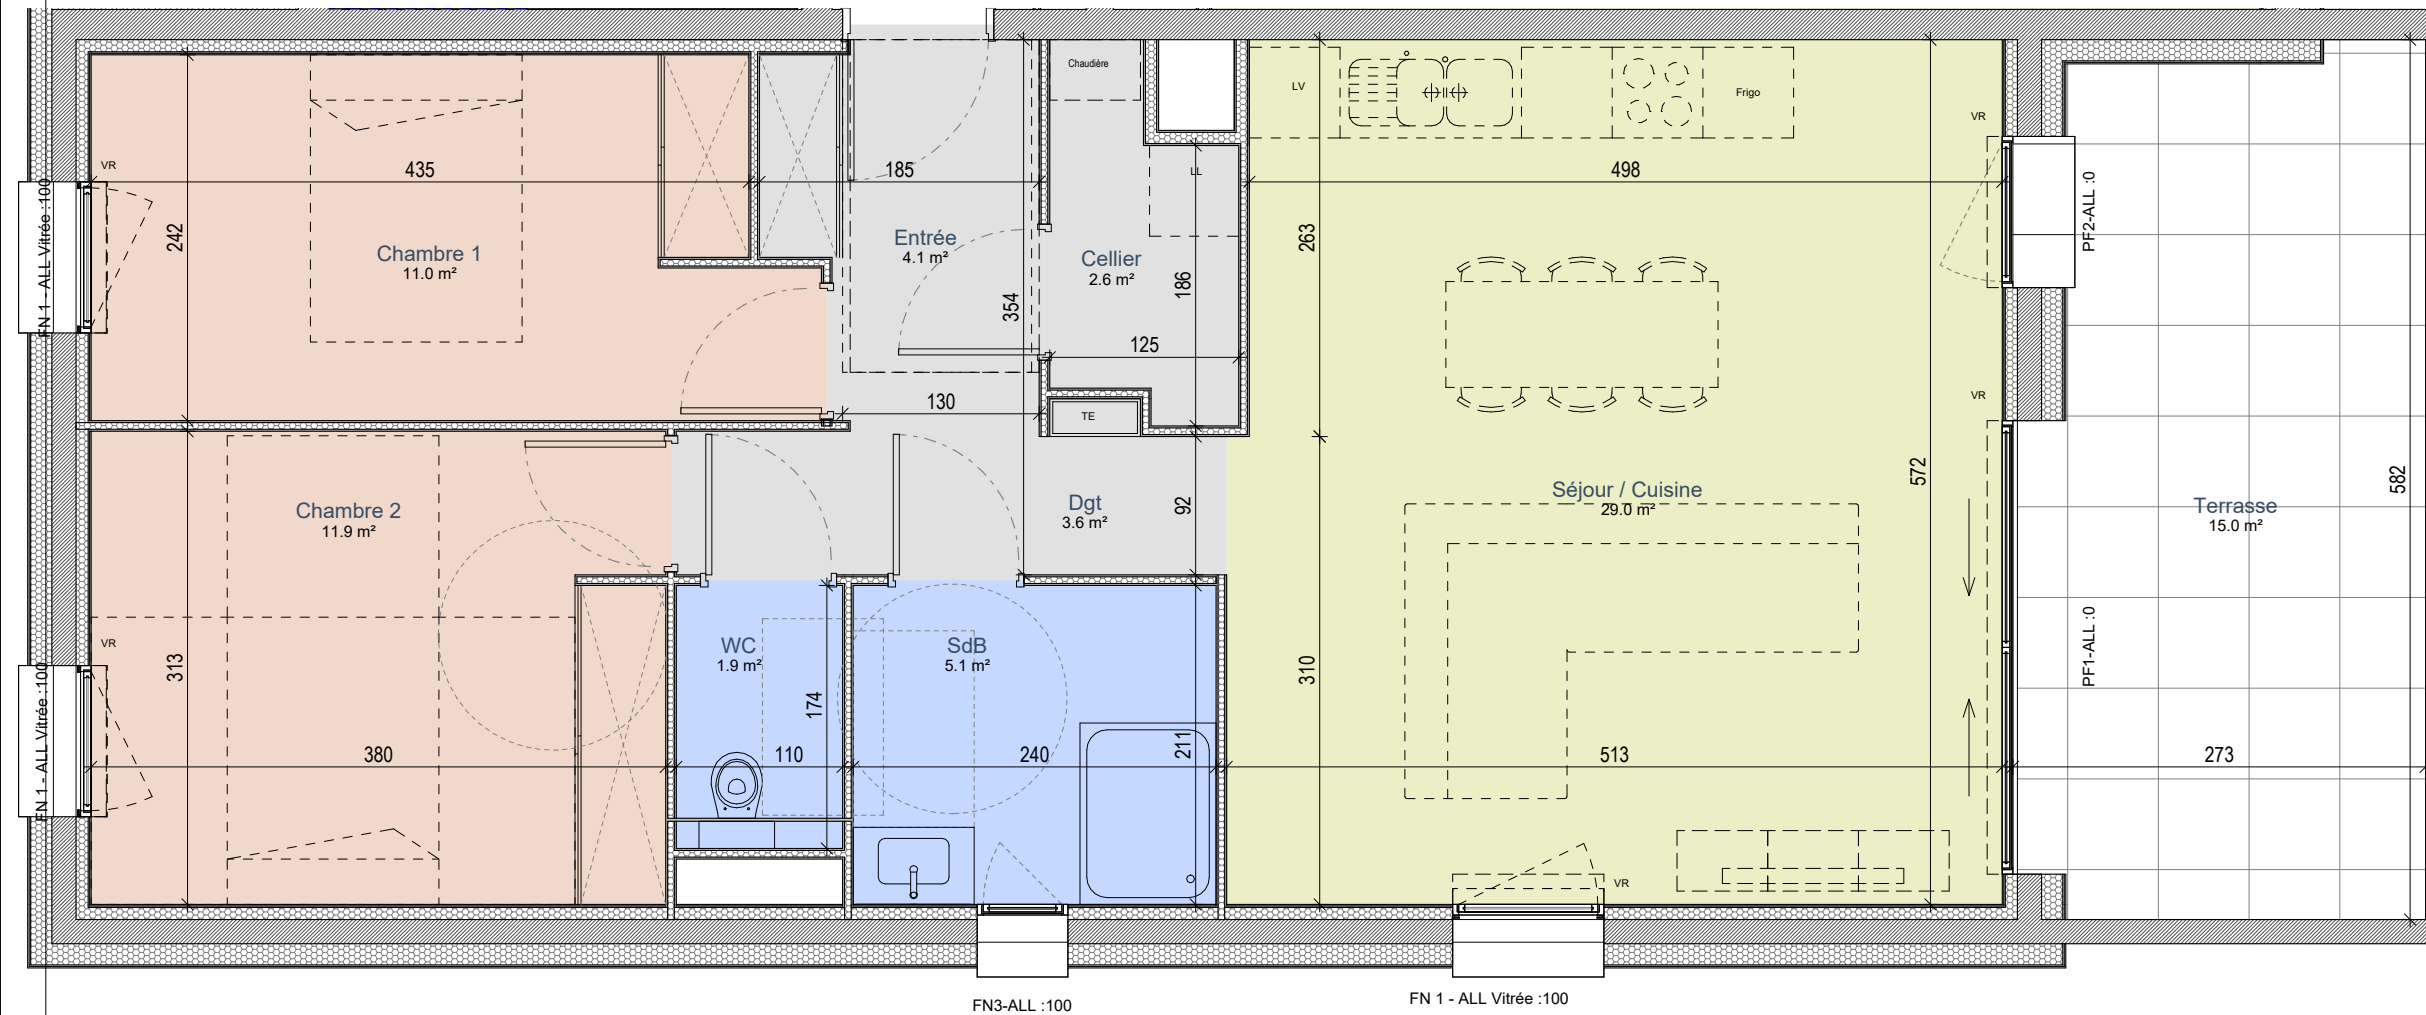 Chaudière
LV
Frigo
VR
VR
435
185
LL
498
FN 1 - ALL Vitrée :100
242
Chambre 1
11.0 m²
Entrée
4.1 m²
Cellier
2.6 m²
186
263
PF2-ALL :0
354
125
130
TE
VR
572
582
Chambre 2
11.9 m²
Dgt
3.6 m²
92
Séjour / Cuisine
29.0 m²
Terrasse
15.0 m²
VR
FN 1 - ALL Vitrée :100
313
WC
1.9 m²
174
SdB
5.1 m²
211
310
PF1-ALL :0
380
110
240
513
273
VR
FN3-ALL :100
FN 1 - ALL Vitrée :100